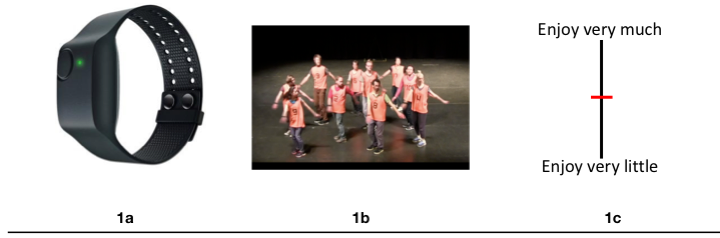 Enjoy very much
Enjoy very little
1a
1b
1c